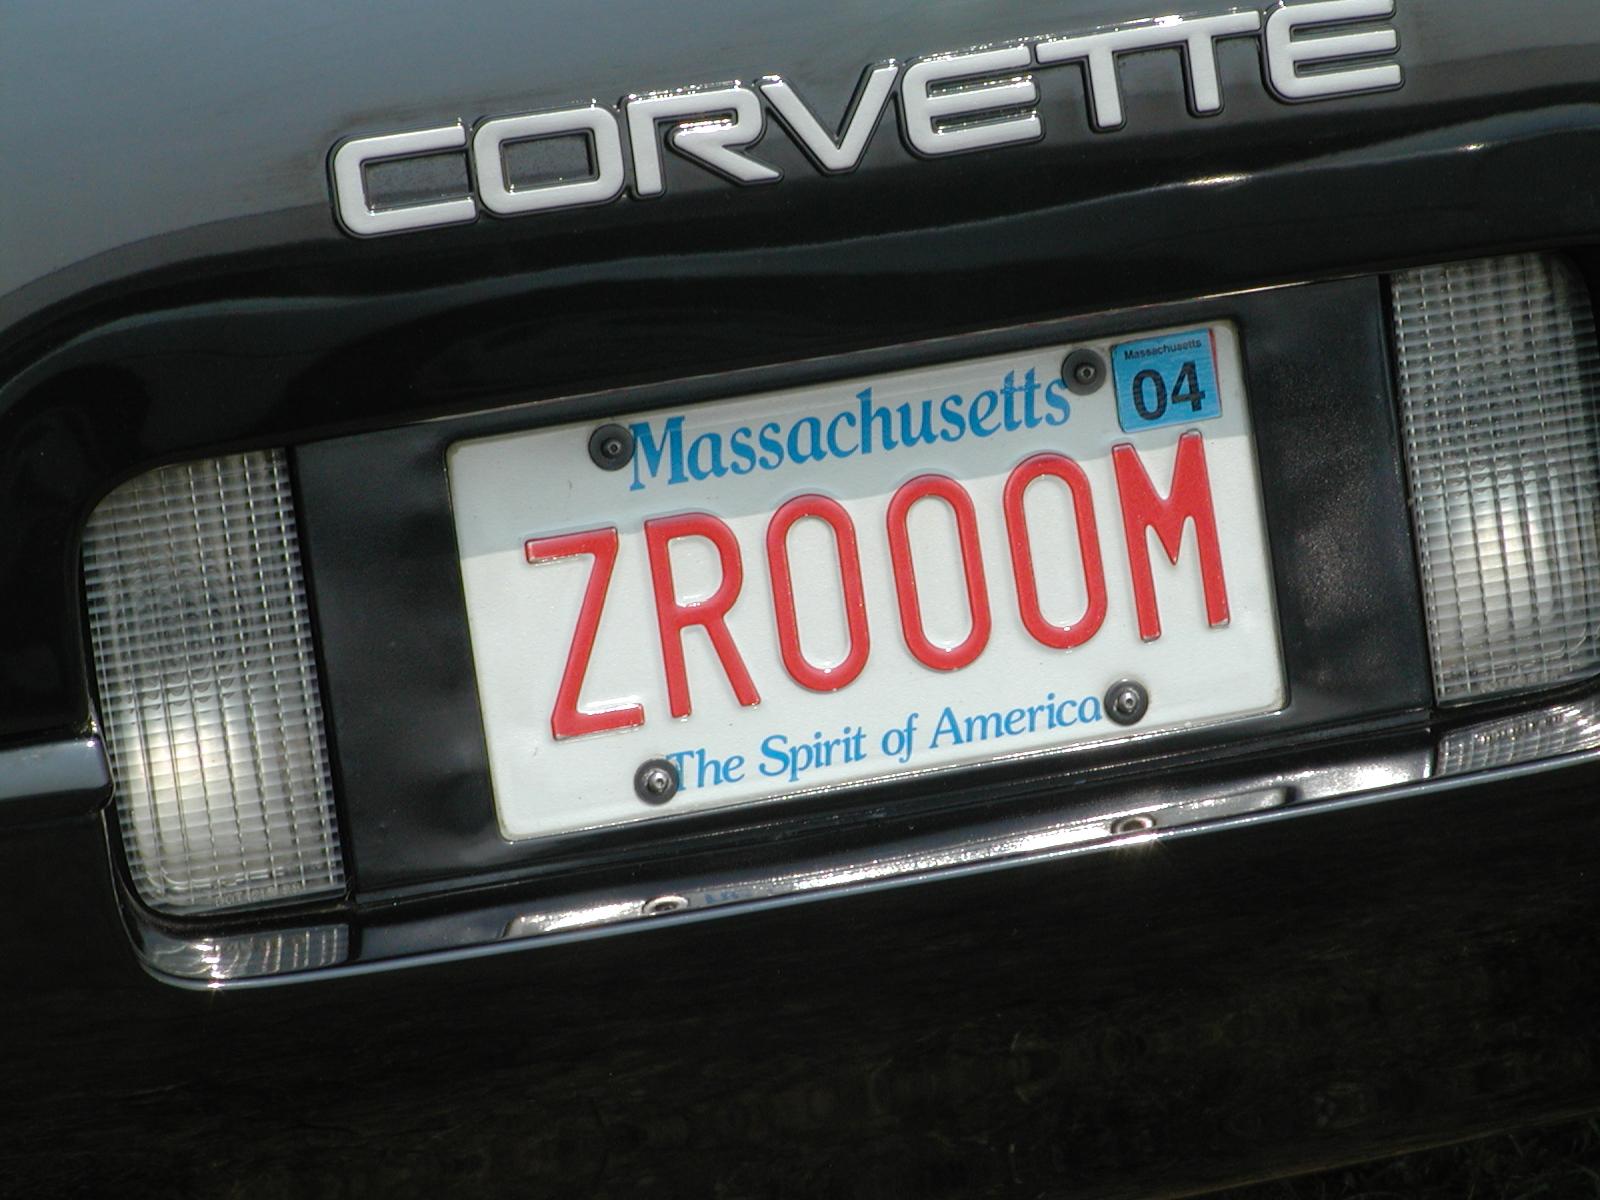 CORVETTE
Massachusetts
Massachusetts
04
ZROOOM
The Spirit of America